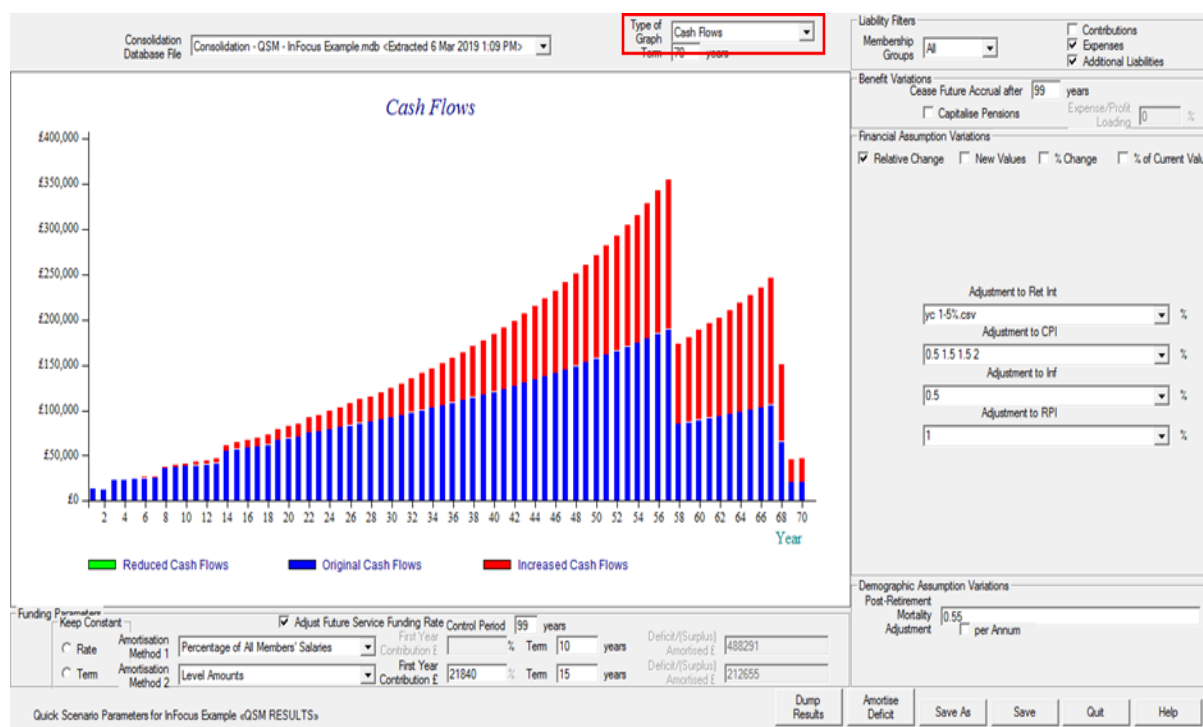 Consolidation Database File
Consolidation - QSM - InFocus Example.mdb <Extracted 6 Mar 2019 1:09 PM>
Type of Graph
Cash Flows
Term 70 years
Liability Filters
Membership Groups
All
Contributions
Expenses
Additional Liabilities
Benefit Variations
Cease Future Accrual after 99 years
Capitalise Pensions
Expense/Profit Loading 0 %
Financial Assumption Variations
Relative Change
New Values
% Change
% of Current Valu
Cash Flows
£400,000
£350,000
£300,000
£250,000
£200,000
£150,000
£100,000
£50,000
£0
2 4 6 8 10 12 14 16 18 20 22 24 26 28 30 32 34 36 38 40 42 44 46 48 50 52 54 56 58 60 62 64 66 68 70
Year
Reduced Cash Flows
Original Cash Flows
Increased Cash Flows
Adjustment to Ret Int
yc 1-5%.csv %
Adjustment to CPI
0.5 1.5 1.5 2 %
Adjustment to Inf
0.5 %
Adjustment to RPI
1 %
Demographic Assumption Variations
Post-Retirement Mortality Adjustment
0.55
per Annum
Funding Parameters
Keep Constant
Rate
Term
Adjust Future Service Funding Rate
Control Period 99 years
Amortisation Method 1
Percentage of All Members' Salaries
First Year Contribution £ %
Term 10 years
Deficit/(Surplus) Amortised £ 488291
Amortisation Method 2
Level Amounts
First Year Contribution £ 21840 %
Term 15 years
Deficit/(Surplus) Amortised £ 212655
Quick Scenario Parameters for InFocus Example «QSM RESULTS»
Dump Results
Amortise Deficit
Save As
Save
Quit
Help